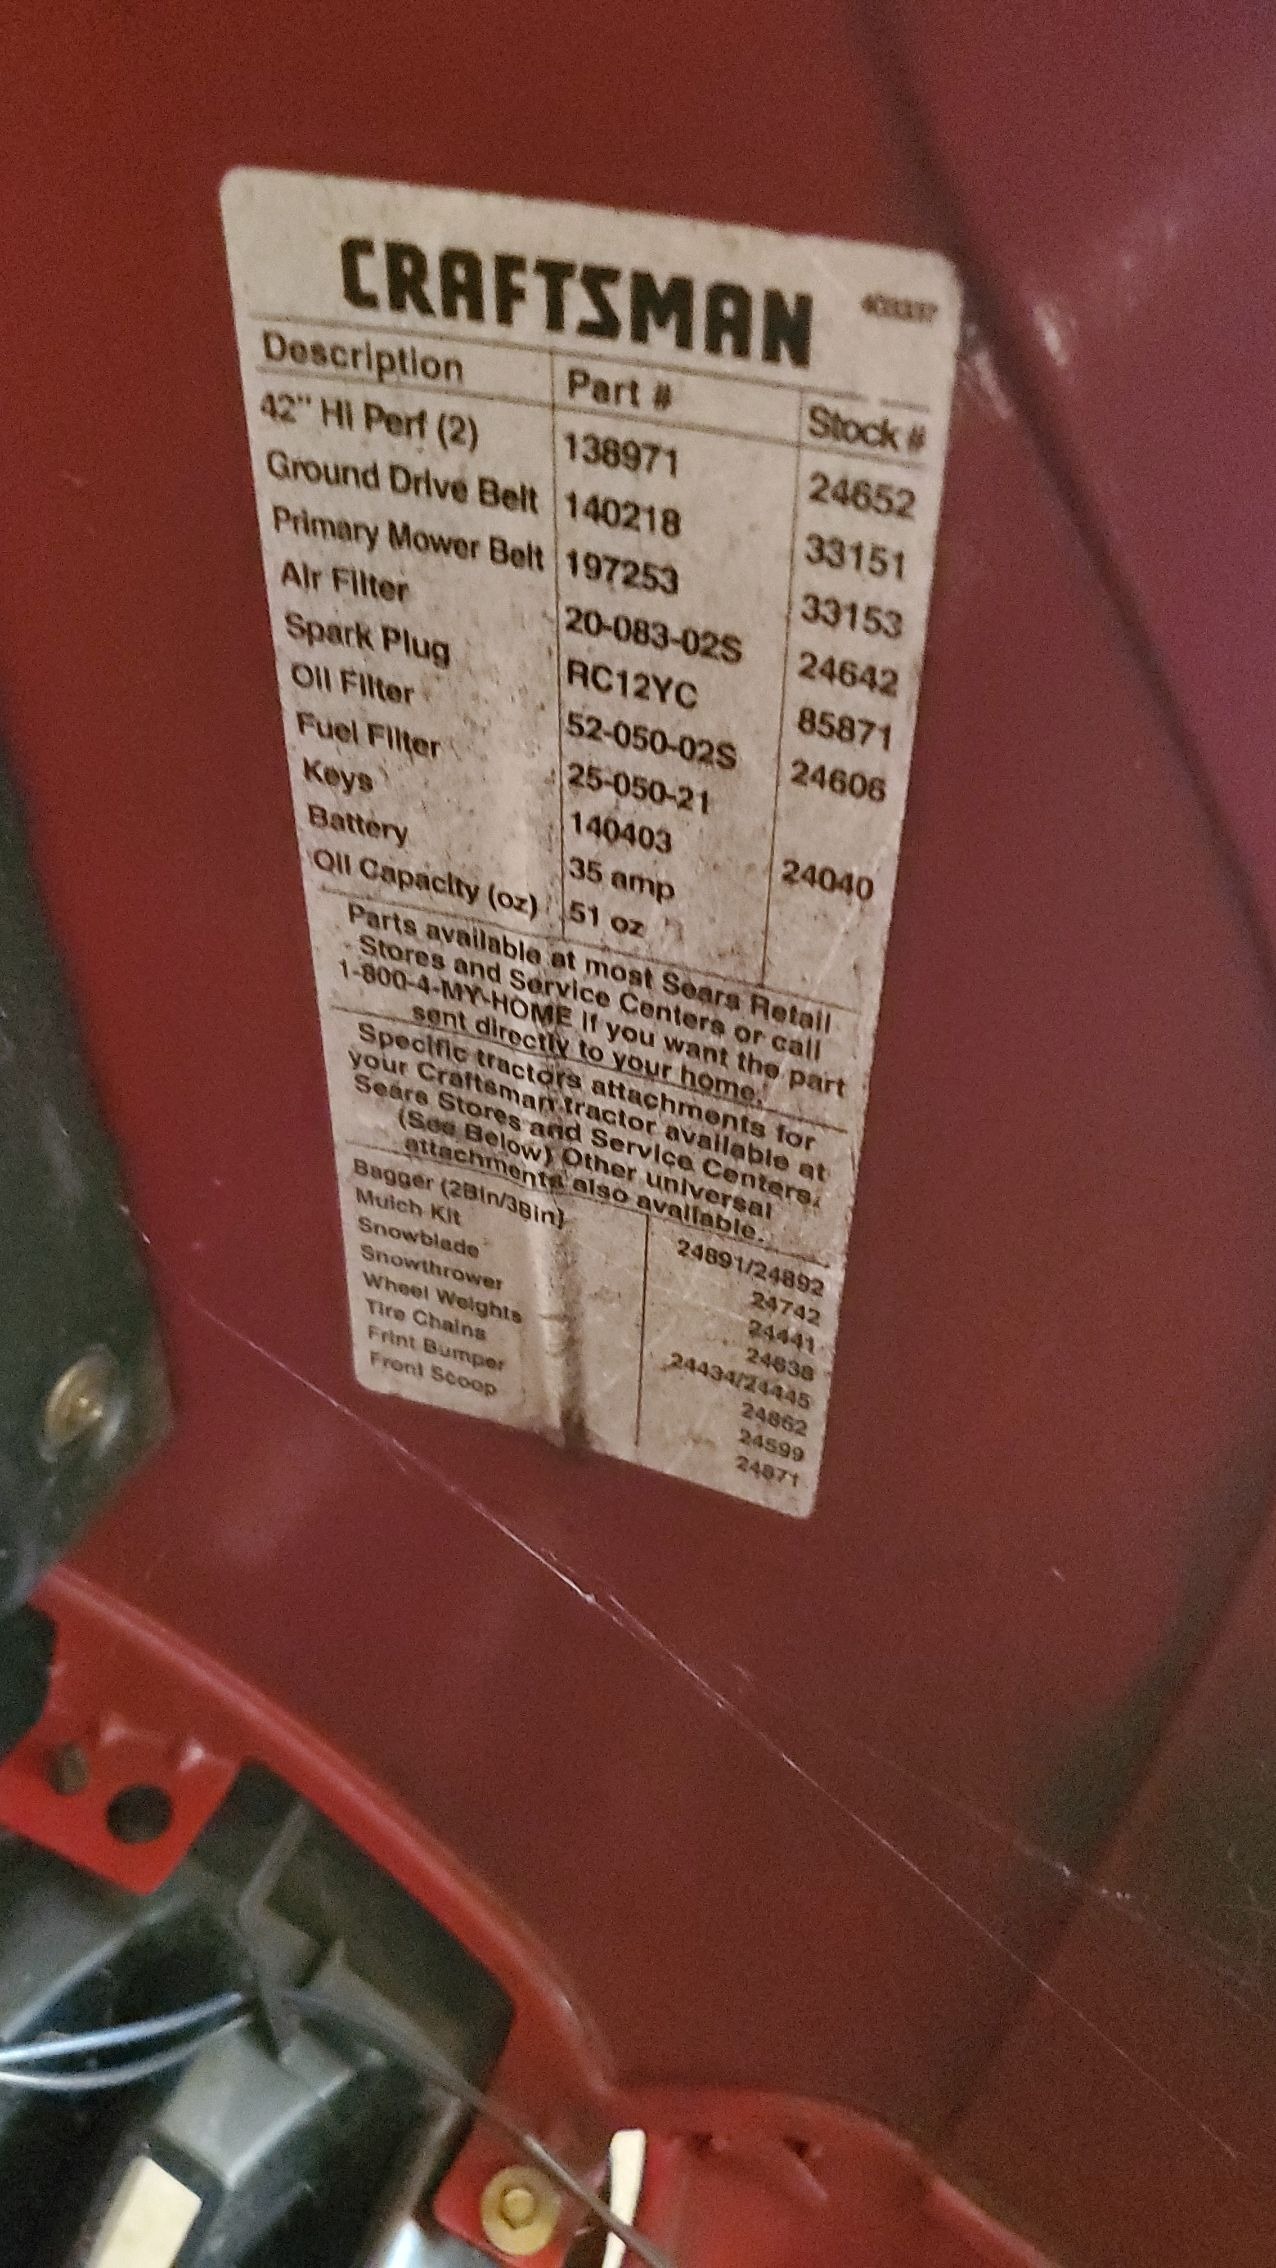 CRAFTSMAN
Description Part # Stock #
42" Hi Perf (2) 138971 24652
Ground Drive Belt 140218 33151
Primary Mower Belt 197253 33153
Air Filter 20-083-02S 24642
Spark Plug RC12YC 85871
Oil Filter 52-050-02S 24606
Fuel Filter 25-050-21
Keys 140403 24040
Battery 35 amp
Oil Capacity (oz) 51 oz
Parts available at most Sears Retail
Stores and Service Centers or call
1-800-4-MY-HOME if you want the part
sent directly to your home.
Specific tractors attachments for
your Craftsman tractor available at
Sears Stores and Service Centers.
(See Below) Other universal
attachments also available.
Bagger (2Bin/3Bin) 24891/24892
Mulch Kit 24742
Snowblade 24441
Snowthrower 24838
Wheel Weights 24434/24445
Tire Chains 24862
Frint Bumper 24599
Front Scoop 24871